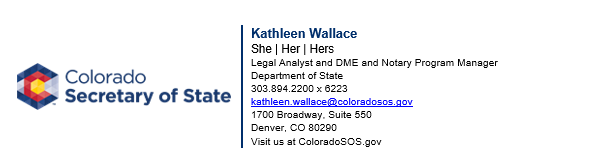 Colorado
Secretary of State
Kathleen Wallace
She | Her | Hers
Legal Analyst and DME and Notary Program Manager
Department of State
303.894.2200 x 6223
kathleen.wallace@coloradosos.gov
1700 Broadway, Suite 550
Denver, CO 80290
Visit us at ColoradoSOS.gov